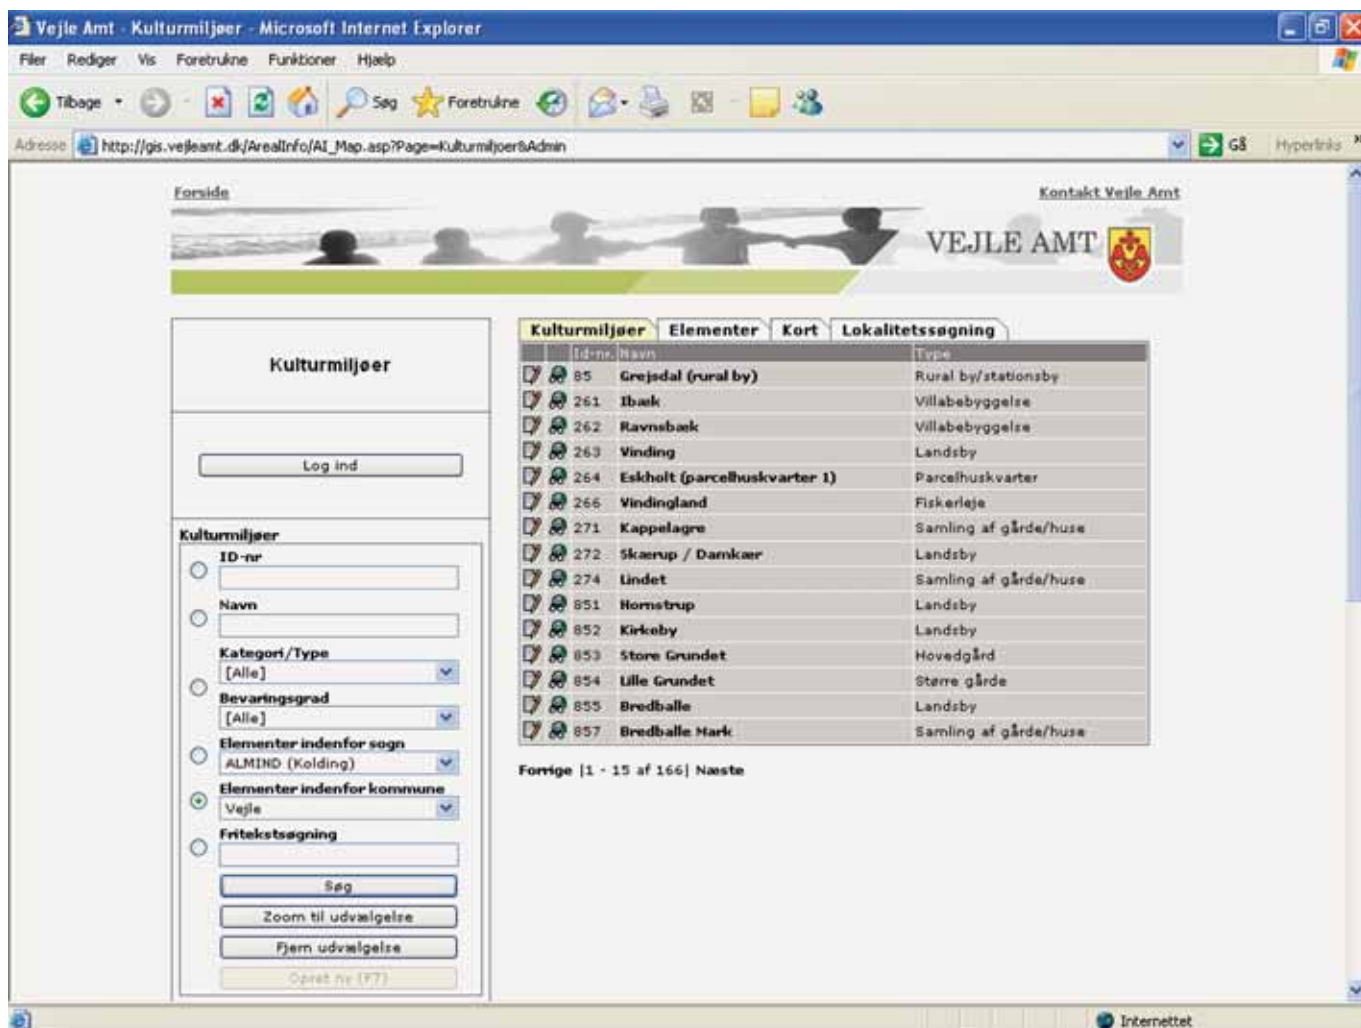 Vejle Amt - Kulturmiljøer - Microsoft Internet Explorer
Filer Rediger Vis Foretrukne Funktioner Hjælp
Tilbage Søg Foretrukne
Adresse http://gis.vejleamt.dk/ArealInfo/AI_Map.asp?Page=Kulturmiljoer&Admin Gå Hyperlinks »
Forside Kontakt Vejle Amt
VEJLE AMT
Kulturmiljøer
Log ind
Kulturmiljøer
ID-nr
Navn
Kategori/Type
[Alle]
Bevaringsgrad
[Alle]
Elementer indenfor sogn
ALMIND (Kolding)
Elementer indenfor kommune
Vejle
Fritekstsøgning
Søg
Zoom til udvælgelse
Fjern udvælgelse
Opret ny (F7)
Kulturmiljøer Elementer Kort Lokalitetssøgning
Id-nr. Navn Type
85 Grejsdal (rural by) Rural by/stationsby
261 Ibæk Villabebyggelse
262 Ravnsbæk Villabebyggelse
263 Vinding Landsby
264 Eskholt (parcelhuskvarter 1) Parcelhuskvarter
266 Vindingland Fiskerleje
271 Kappelagre Samling af gårde/huse
272 Skærup / Damkær Landsby
274 Lindet Samling af gårde/huse
851 Hornstrup Landsby
852 Kirkeby Landsby
853 Store Grundet Hovedgård
854 Lille Grundet Større gårde
855 Bredballe Landsby
857 Bredballe Mark Samling af gårde/huse
Forrige |1 - 15 af 166| Næste
Internettet